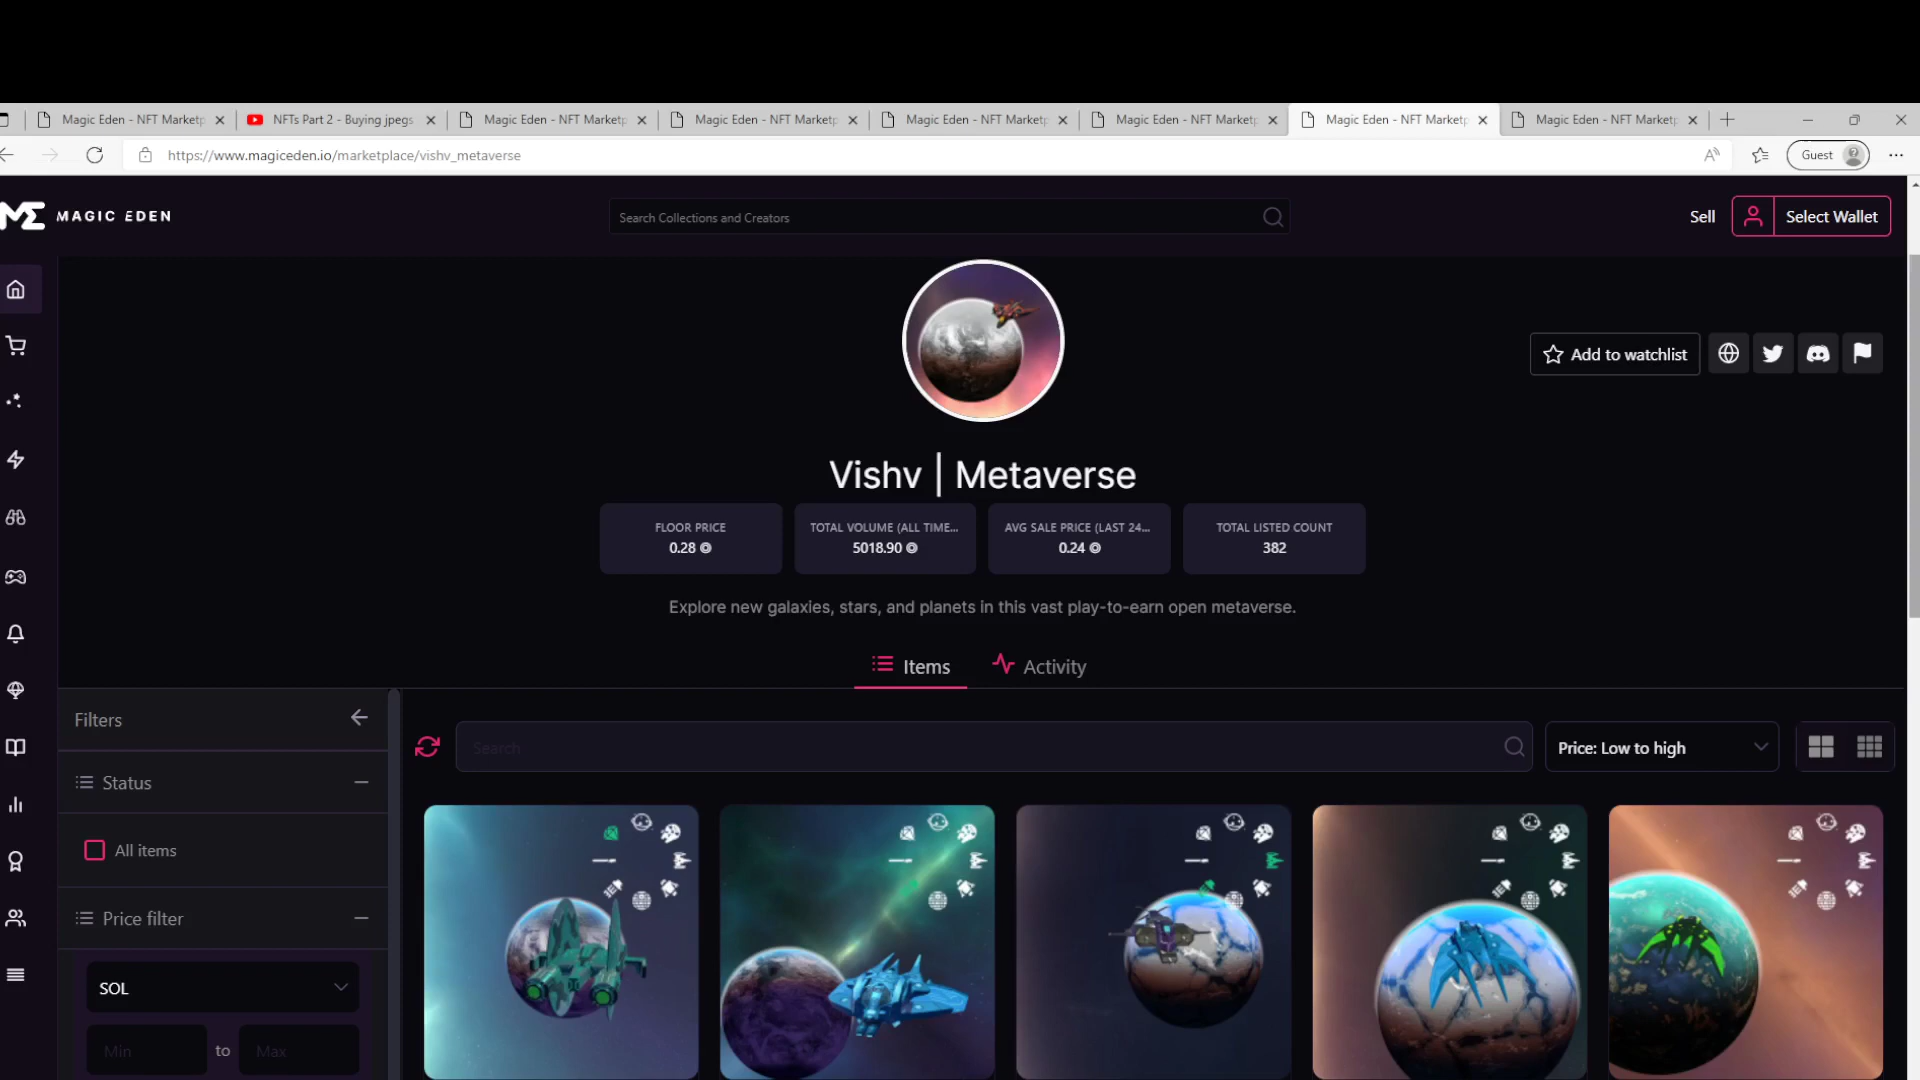 Magic Eden - NFT Marketp
NFTs Part 2 - Buying jpegs
Magic Eden - NFT Marketp
Magic Eden - NFT Marketp
Magic Eden - NFT Marketp
Magic Eden - NFT Marketp
Magic Eden - NFT Marketp
Magic Eden - NFT Marketp
https://www.magiceden.io/marketplace/vishv_metaverse
Guest
MAGIC EDEN
Search Collections and Creators
Sell
Select Wallet
Add to watchlist
Vishv | Metaverse
FLOOR PRICE
0.28
TOTAL VOLUME (ALL TIME...
5018.90
AVG SALE PRICE (LAST 24...
0.24
TOTAL LISTED COUNT
382
Explore new galaxies, stars, and planets in this vast play-to-earn open metaverse.
Items
Activity
Filters
Search
Price: Low to high
Status
All items
Price filter
SOL
Min to Max